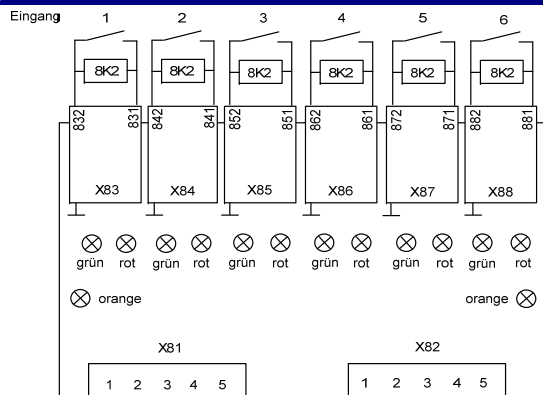 Eingang 1 2 3 4 5 6
8K2 8K2 8K2 8K2 8K2 8K2
832 831 842 841 852 851 862 861 872 871 882 881
X83 X84 X85 X86 X87 X88
grün rot grün rot grün rot grün rot grün rot grün rot
orange orange
X81 X82
1 2 3 4 5 1 2 3 4 5